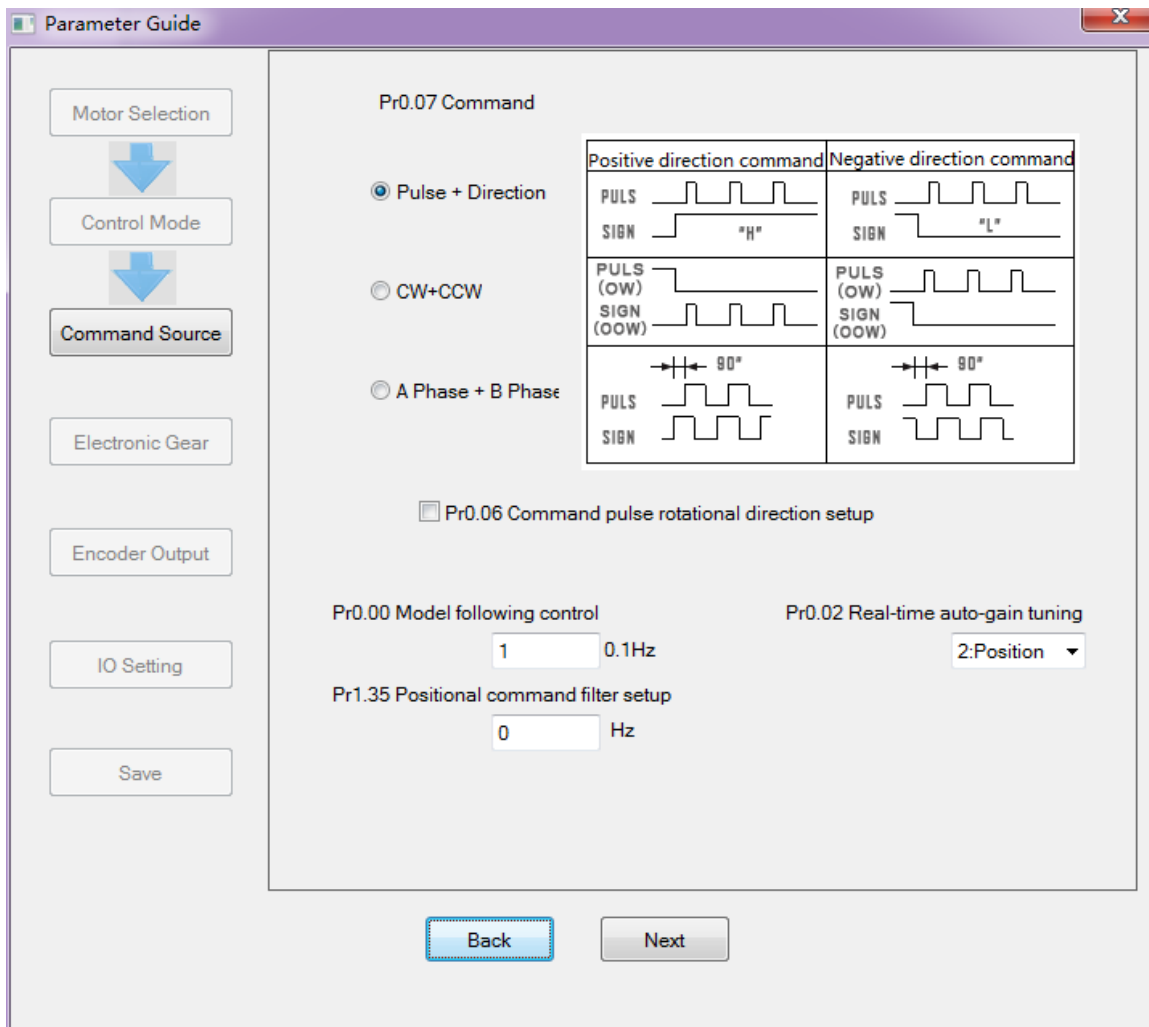 Parameter Guide
X
Motor Selection
Control Mode
Command Source
Electronic Gear
Encoder Output
IO Setting
Save
Pr0.07 Command
Pulse + Direction
CW+CCW
A Phase + B Phase
Positive direction command Negative direction command
PULS PULS
SIGN "H" SIGN "L"
PULS PULS
(OW) (OW)
SIGN SIGN
(OOW) (OOW)
90° 90°
PULS PULS
SIGN SIGN
Pr0.06 Command pulse rotational direction setup
Pr0.00 Model following control Pr0.02 Real-time auto-gain tuning
1 0.1Hz 2:Position
Pr1.35 Positional command filter setup
0 Hz
Back Next